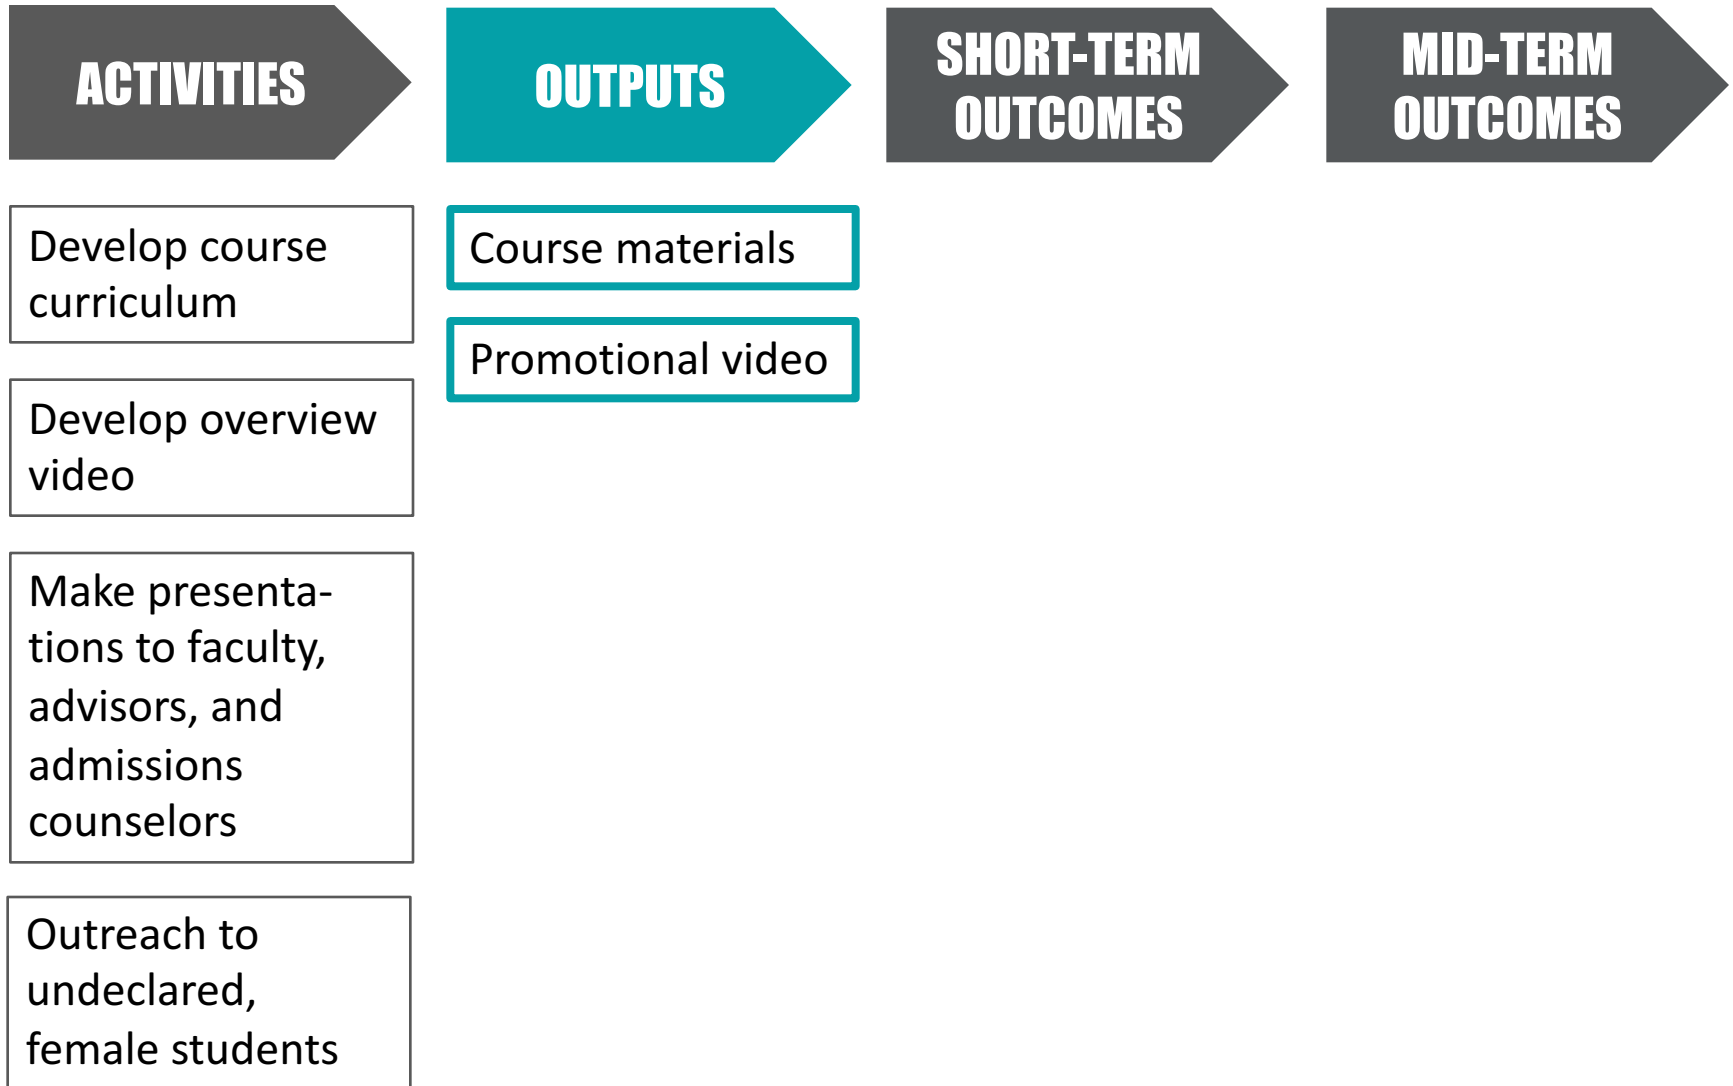 ACTIVITIES
OUTPUTS
SHORT-TERM
OUTCOMES
MID-TERM
OUTCOMES
Develop course
curriculum
Develop overview
video
Make presenta-
tions to faculty,
advisors, and
admissions
counselors
Outreach to
undeclared,
female students
Course materials
Promotional video